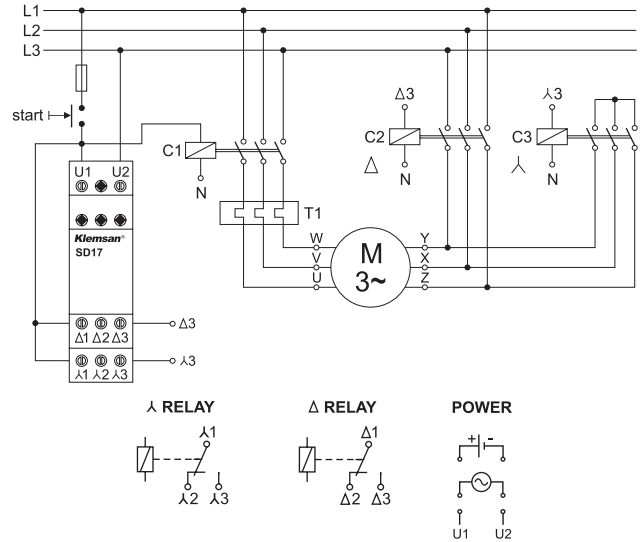 L1
L2
L3
start
U1 U2
Klemsan®
SD17
Δ1 Δ2 Δ3
⅄1 ⅄2 ⅄3
Δ3
⅄3
C1
N
T1
W
V
U
M
3~
Y
X
Z
Δ3
C2
Δ
N
⅄3
C3
⅄
N
⅄ RELAY
⅄1
⅄2 ⅄3
Δ RELAY
Δ1
Δ2 Δ3
POWER
+ -
U1 U2